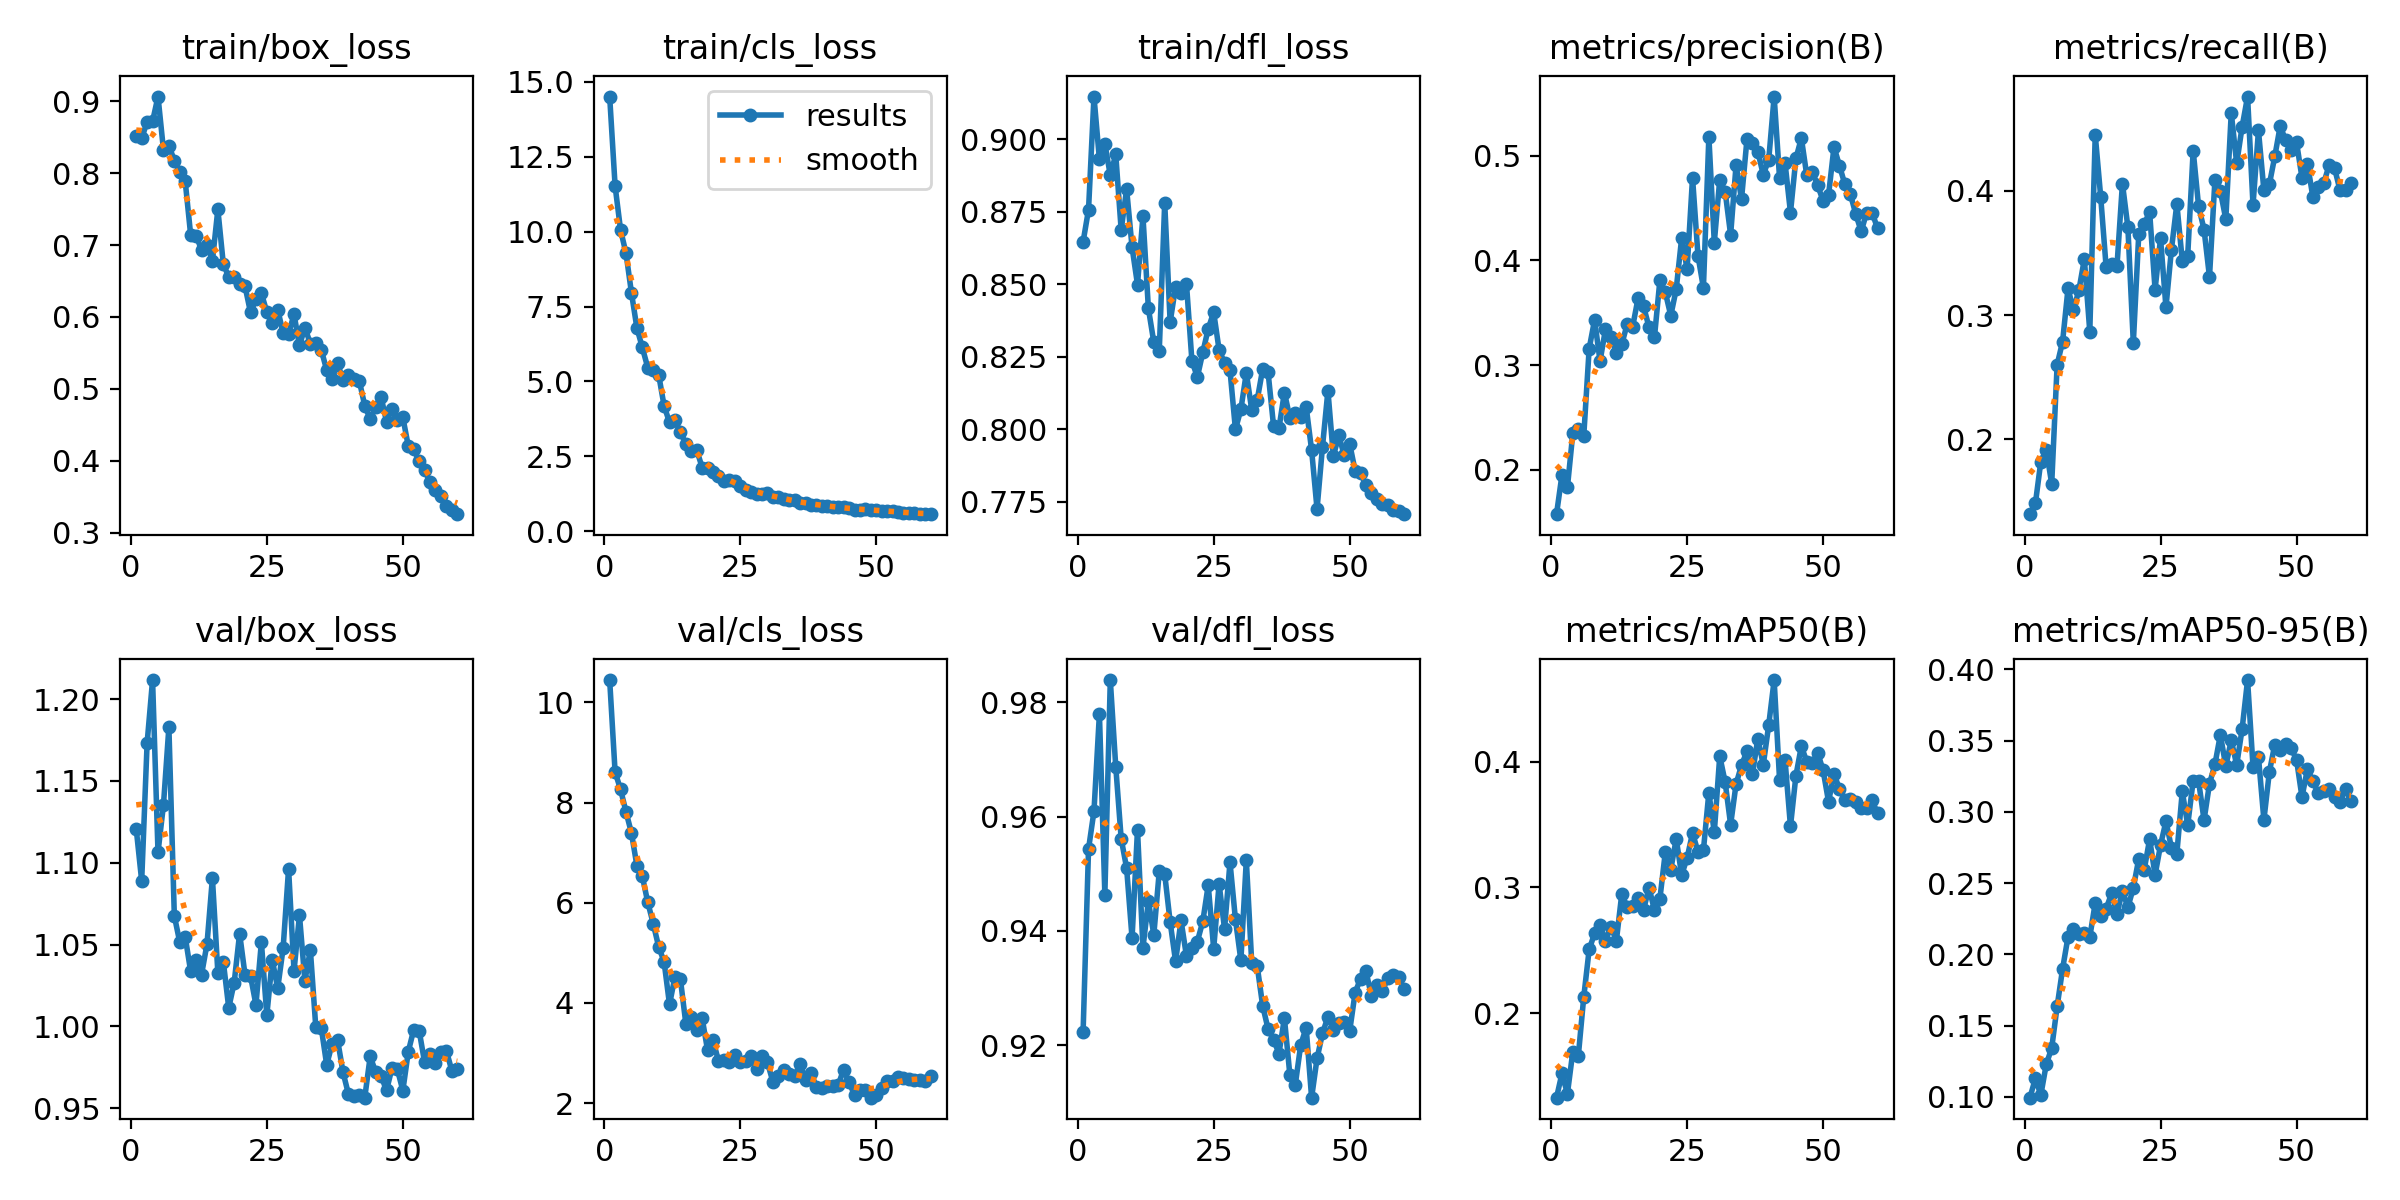 train/box_loss
0.9
0.8
0.7
0.6
0.5
0.4
0.3
0 25 50
train/cls_loss
results
smooth
15.0
12.5
10.0
7.5
5.0
2.5
0.0
0 25 50
train/dfl_loss
0.900
0.875
0.850
0.825
0.800
0.775
0 25 50
metrics/precision(B)
0.5
0.4
0.3
0.2
0 25 50
metrics/recall(B)
0.4
0.3
0.2
0 25 50
val/box_loss
1.20
1.15
1.10
1.05
1.00
0.95
0 25 50
val/cls_loss
10
8
6
4
2
0 25 50
val/dfl_loss
0.98
0.96
0.94
0.92
0 25 50
metrics/mAP50(B)
0.4
0.3
0.2
0 25 50
metrics/mAP50-95(B)
0.40
0.35
0.30
0.25
0.20
0.15
0.10
0 25 50